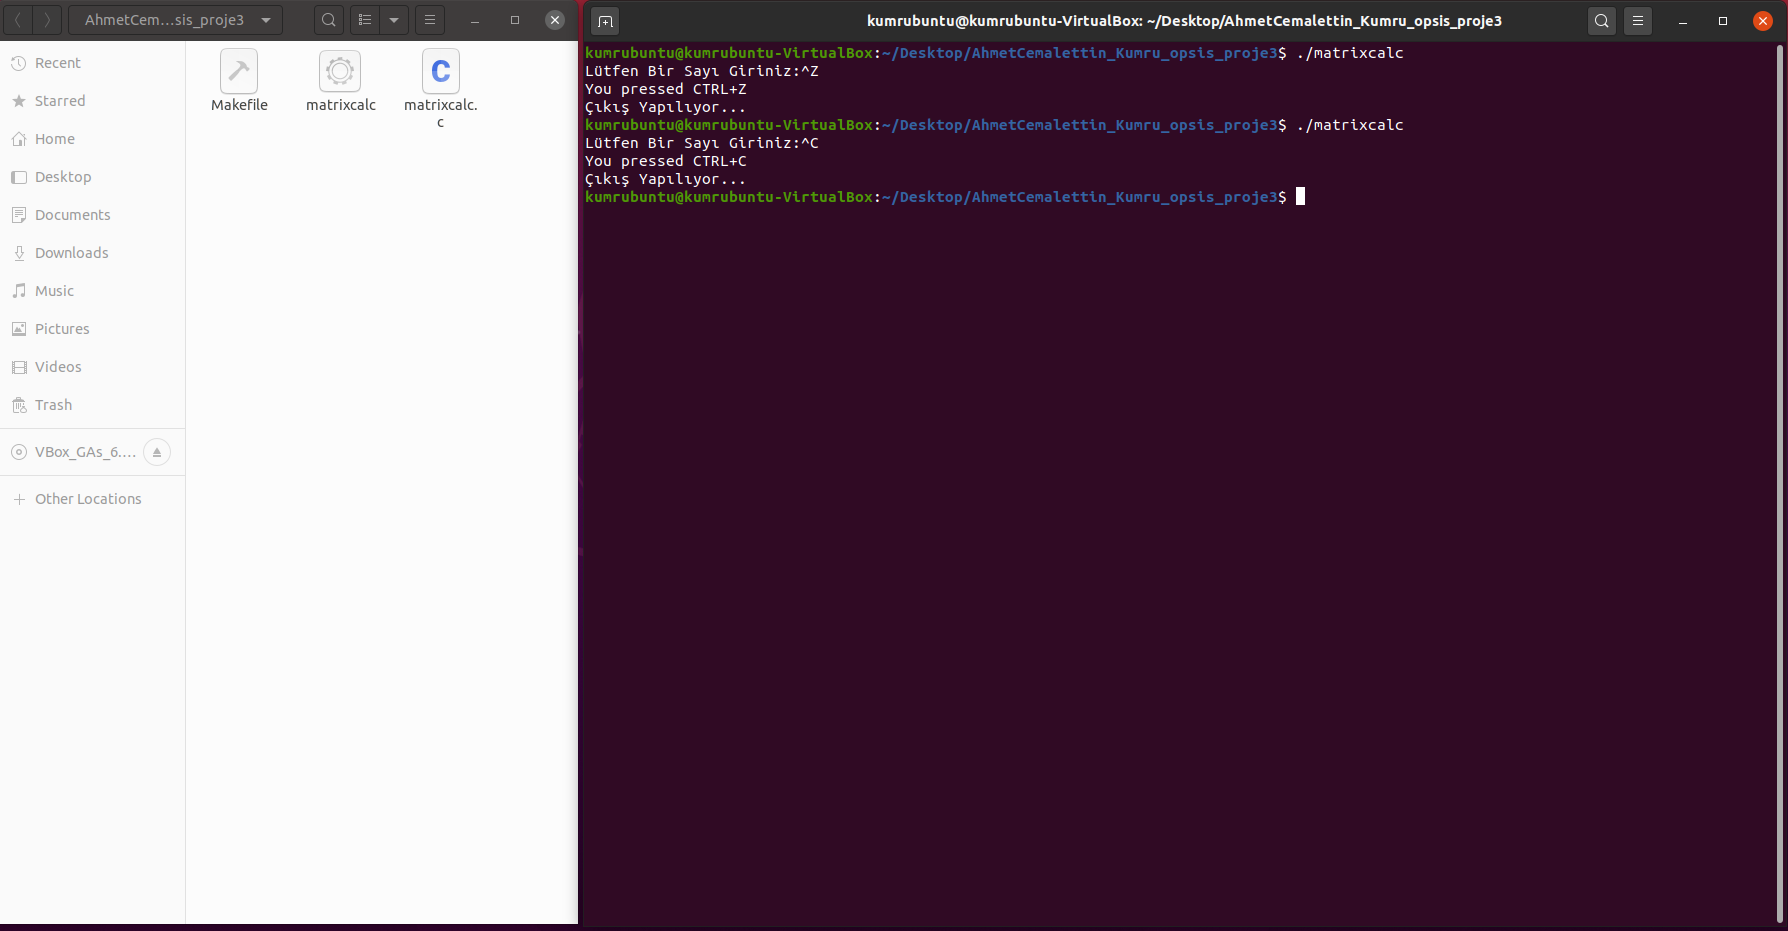 AhmetCem...sis_proje3
Recent
Starred
Home
Desktop
Documents
Downloads
Music
Pictures
Videos
Trash
VBox_GAs_6....
Other Locations
Makefile
matrixcalc
matrixcalc.
c
kumrubuntu@kumrubuntu-VirtualBox: ~/Desktop/AhmetCemalettin_Kumru_opsis_proje3
kumrubuntu@kumrubuntu-VirtualBox:~/Desktop/AhmetCemalettin_Kumru_opsis_proje3$ ./matrixcalc
Lütfen Bir Sayı Giriniz:^Z
You pressed CTRL+Z
Çıkış Yapılıyor...
kumrubuntu@kumrubuntu-VirtualBox:~/Desktop/AhmetCemalettin_Kumru_opsis_proje3$ ./matrixcalc
Lütfen Bir Sayı Giriniz:^C
You pressed CTRL+C
Çıkış Yapılıyor...
kumrubuntu@kumrubuntu-VirtualBox:~/Desktop/AhmetCemalettin_Kumru_opsis_proje3$